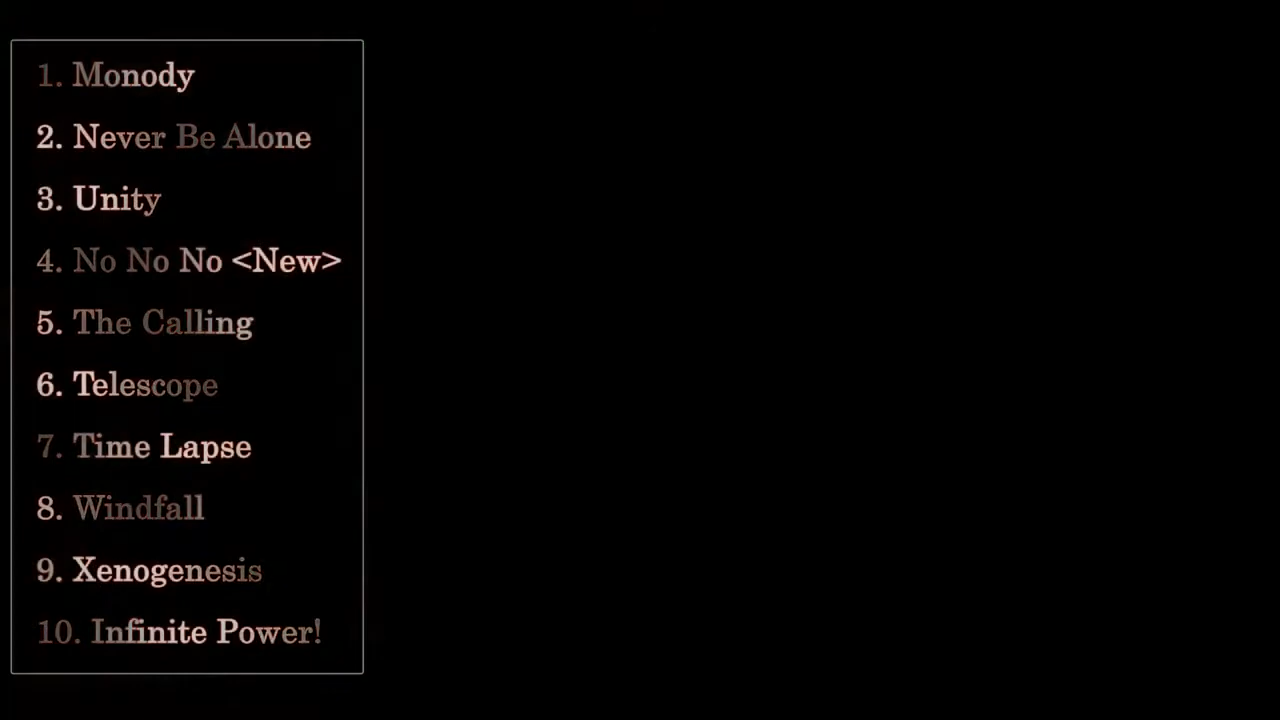 1. Monody
2. Never Be Alone
3. Unity
4. No No No <New>
5. The Calling
6. Telescope
7. Time Lapse
8. Windfall
9. Xenogenesis
10. Infinite Power!